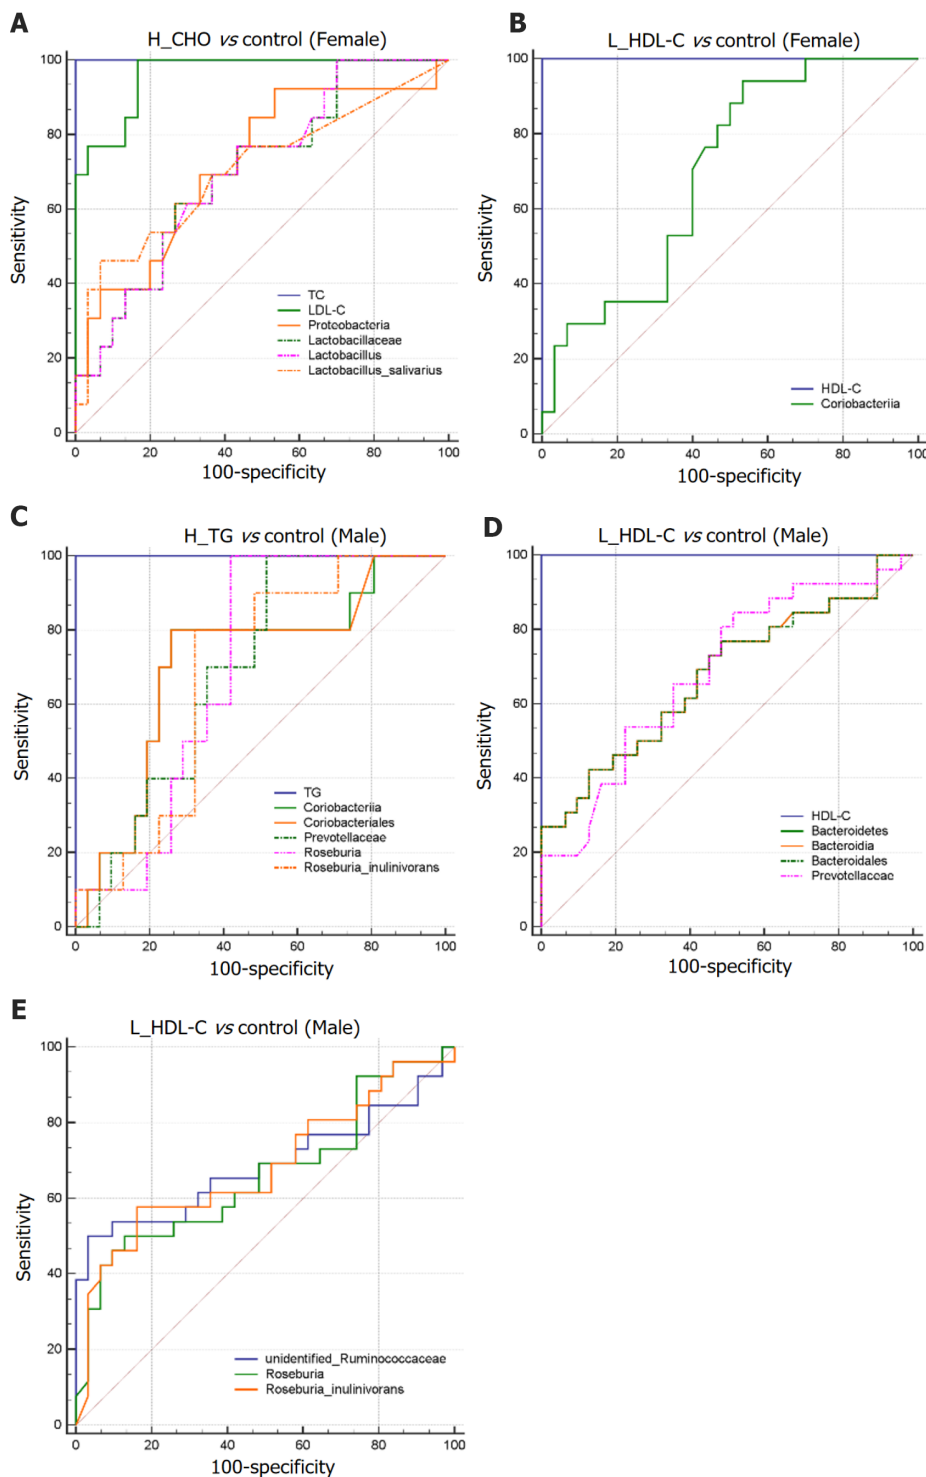 A
H_CHO vs control (Female)
100
80
60
40
20
0
Sensitivity
TC
LDL-C
Proteobacteria
Lactobacillaceae
Lactobacillus
Lactobacillus_salivarius
0 20 40 60 80 100
100-specificity
B
L_HDL-C vs control (Female)
100
80
60
40
20
0
Sensitivity
HDL-C
Coriobacteriia
0 20 40 60 80 100
100-specificity
C
H_TG vs control (Male)
100
80
60
40
20
0
Sensitivity
TG
Coriobacteriia
Coriobacteriales
Prevotellaceae
Roseburia
Roseburia_inulinivorans
0 20 40 60 80 100
100-specificity
D
L_HDL-C vs control (Male)
100
80
60
40
20
0
Sensitivity
HDL-C
Bacteroidetes
Bacteroidia
Bacteroidales
Prevotellaceae
0 20 40 60 80 100
100-specificity
E
L_HDL-C vs control (Male)
100
80
60
40
20
0
Sensitivity
unidentified_Ruminococcaceae
Roseburia
Roseburia_inulinivorans
0 20 40 60 80 100
100-specificity